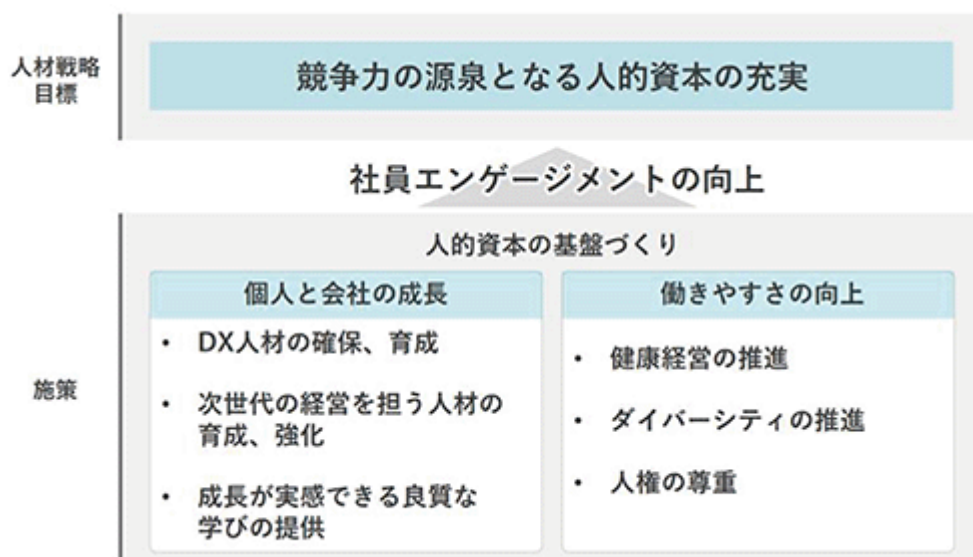 人材戦略
目標
競争力の源泉となる人的資本の充実
社員エンゲージメントの向上
施策
人的資本の基盤づくり
個人と会社の成長
• DX人材の確保、育成
• 次世代の経営を担う人材の
育成、強化
• 成長が実感できる良質な
学びの提供
働きやすさの向上
• 健康経営の推進
• ダイバーシティの推進
• 人権の尊重